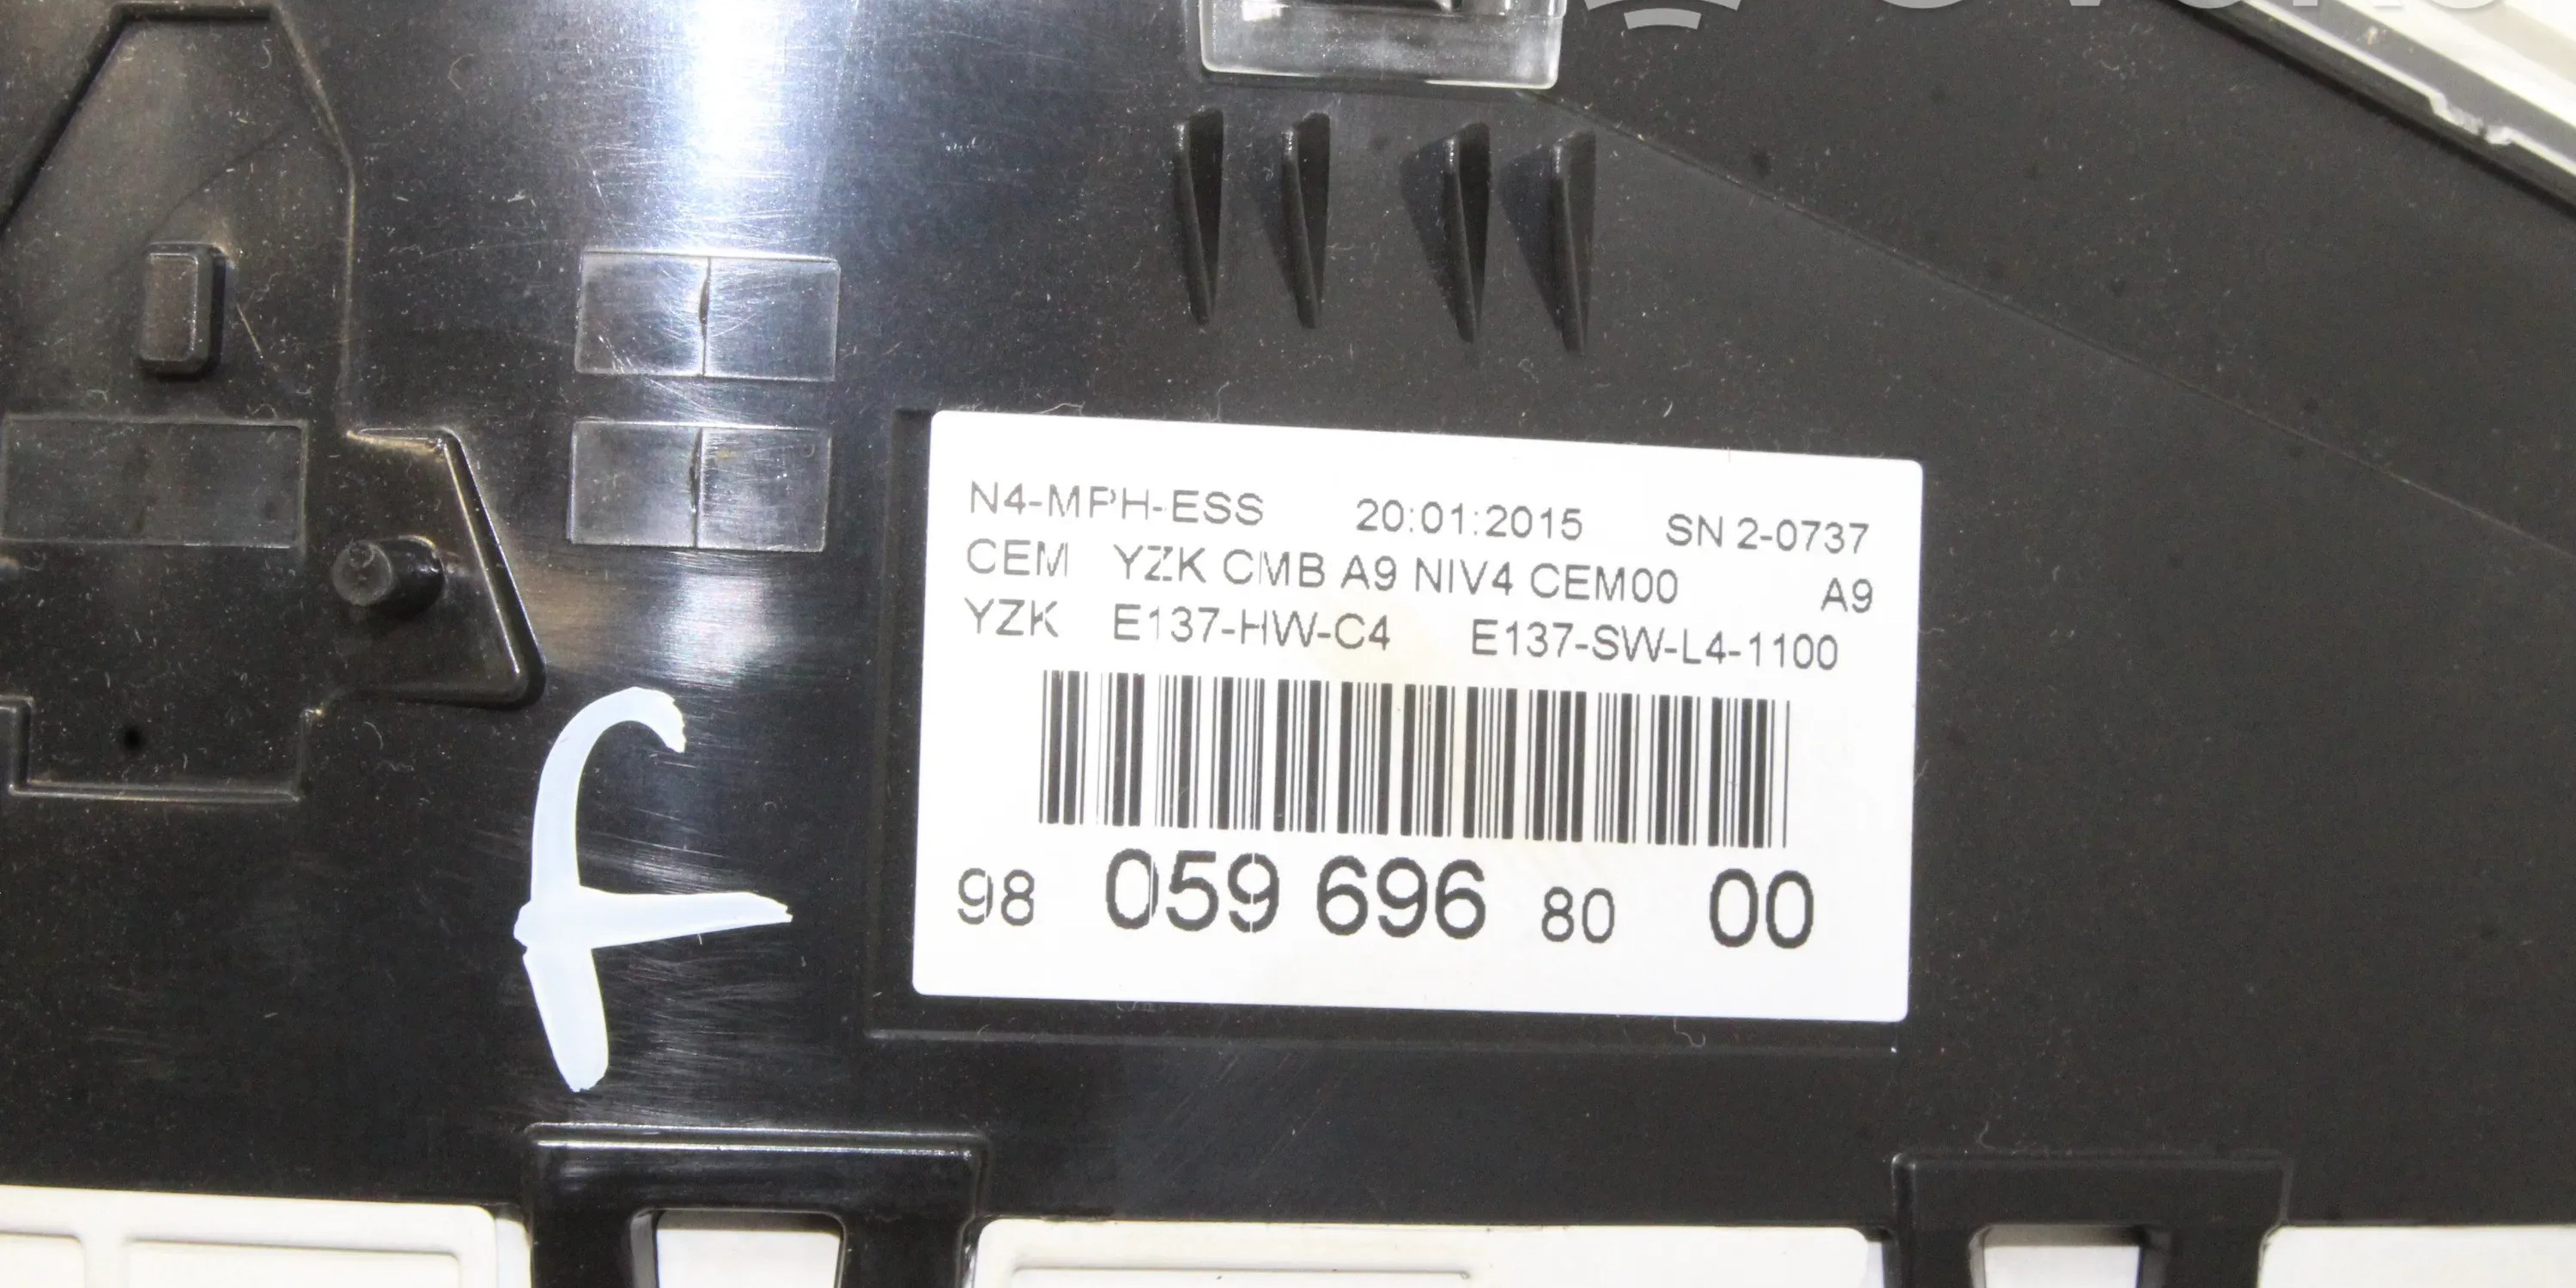 N4-MPH-ESS 20:01:2015 SN 2-0737
CEM YZK CMB A9 NIV4 CEM00 A9
YZK E137-HW-C4 E137-SW-L4-1100
98 059 696 80 00